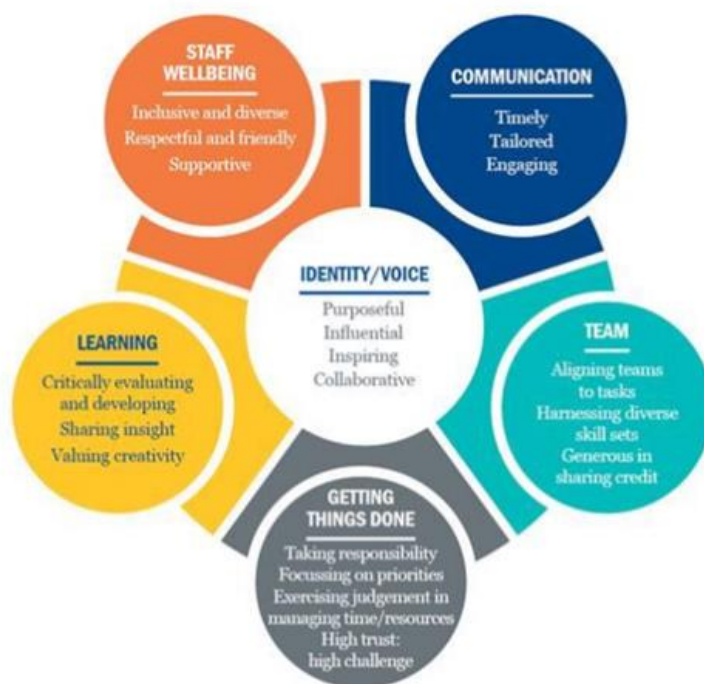 STAFF
WELLBEING
Inclusive and diverse
Respectful and friendly
Supportive
COMMUNICATION
Timely
Tailored
Engaging
IDENTITY/VOICE
Purposeful
Influential
Inspiring
Collaborative
LEARNING
Critically evaluating
and developing
Sharing insight
Valuing creativity
TEAM
Aligning teams
to tasks
Harnessing diverse
skill sets
Generous in
sharing credit
GETTING
THINGS DONE
Taking responsibility
Focussing on priorities
Exercising judgement in
managing time/resources
High trust:
high challenge